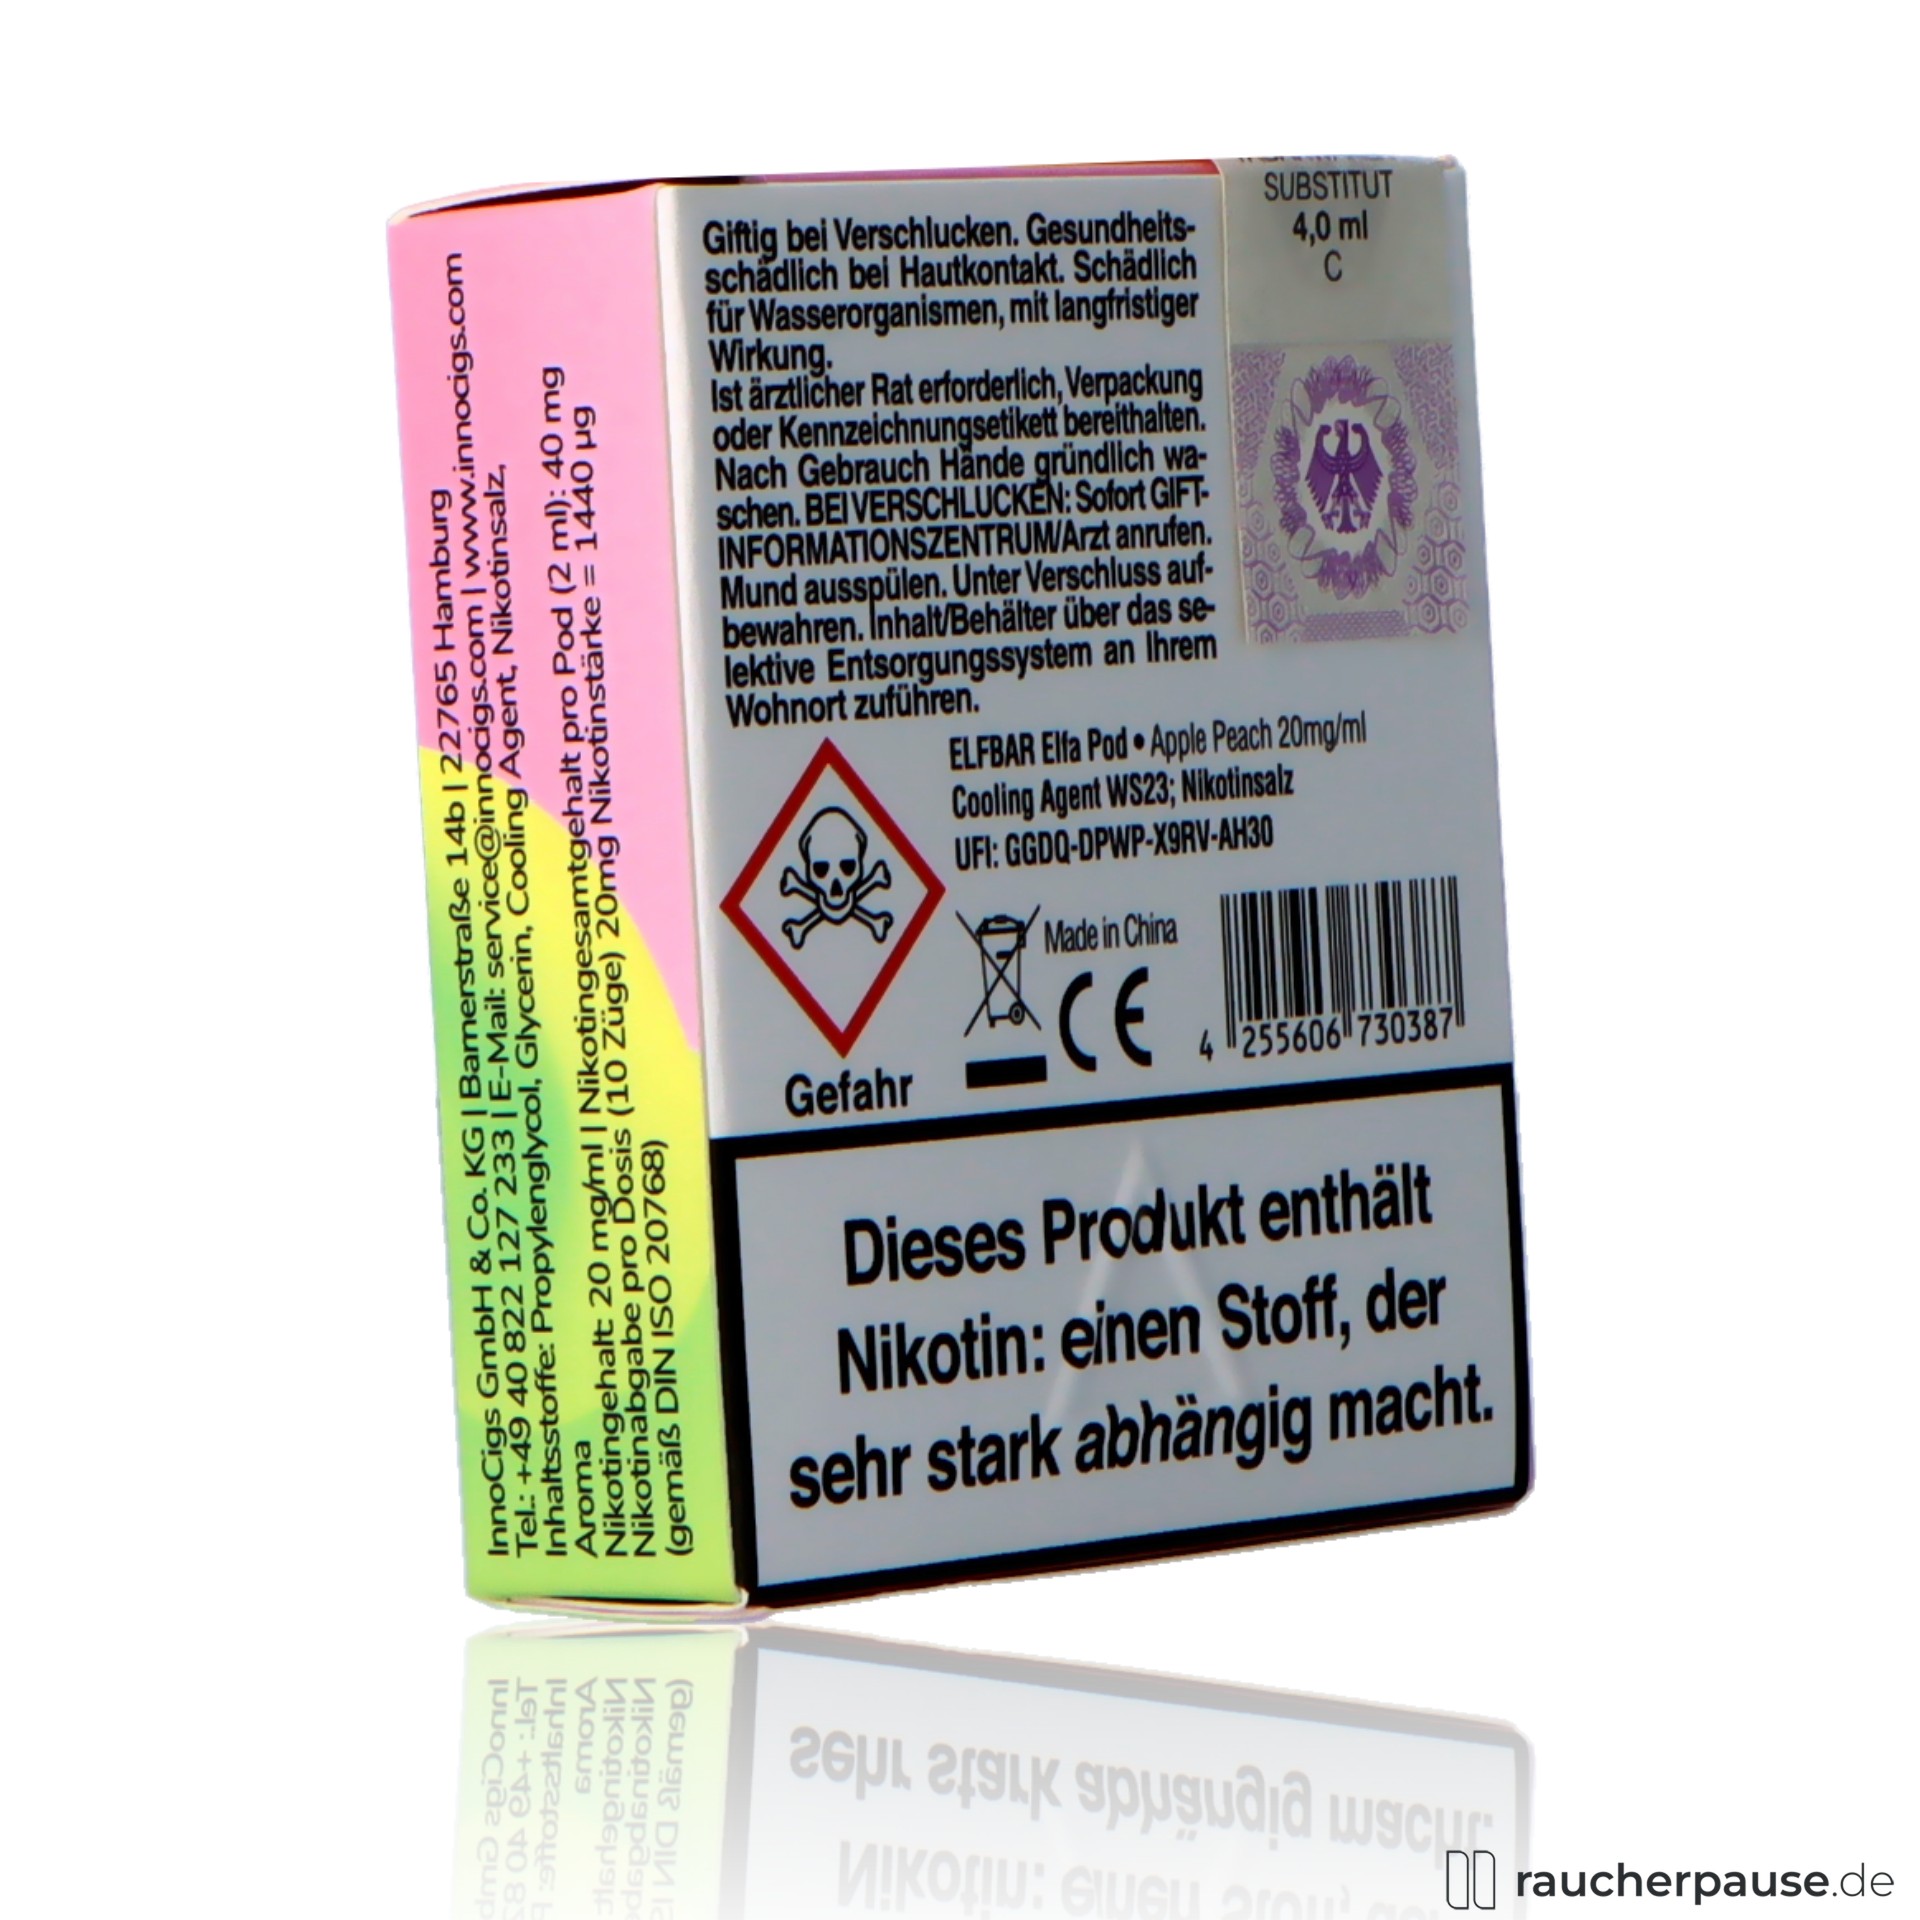 InnoCigs GmbH & Co. KG | Barnerstraße 14b | 22765 Hamburg
Tel.: +49 40 822 127 233 | E-Mail: service@innocigs.com | www.innocigs.com
Inhaltsstoffe: Propylenglycol, Glycerin, Cooling Agent, Nikotinsalz,
Aroma
Nikotingehalt: 20 mg/ml | Nikotingesamtgehalt pro Pod (2 ml): 40 mg
Nikotinabgabe pro Dosis (10 Züge) 20mg Nikotinstärke = 1440 µg
(gemäß DIN ISO 20768)
Giftig bei Verschlucken. Gesundheits-
schädlich bei Hautkontakt. Schädlich
für Wasserorganismen, mit langfristiger
Wirkung.
Ist ärztlicher Rat erforderlich, Verpackung
oder Kennzeichnungsetikett bereithalten.
Nach Gebrauch Hände gründlich wa-
schen. BEI VERSCHLUCKEN: Sofort GIFT-
INFORMATIONSZENTRUM/Arzt anrufen.
Mund ausspülen. Unter Verschluss auf-
bewahren. Inhalt/Behälter über das se-
lektive Entsorgungssystem an Ihrem
Wohnort zuführen.
SUBSTITUT
4,0 ml
C
ELFBAR Elfa Pod • Apple Peach 20mg/ml
Cooling Agent WS23; Nikotinsalz
UFI: GGDQ-DPWP-X9RV-AH30
Made in China
CE
4 255606 730387
Gefahr
Dieses Produkt enthält
Nikotin: einen Stoff, der
sehr stark abhängig macht.
raucherpause.de